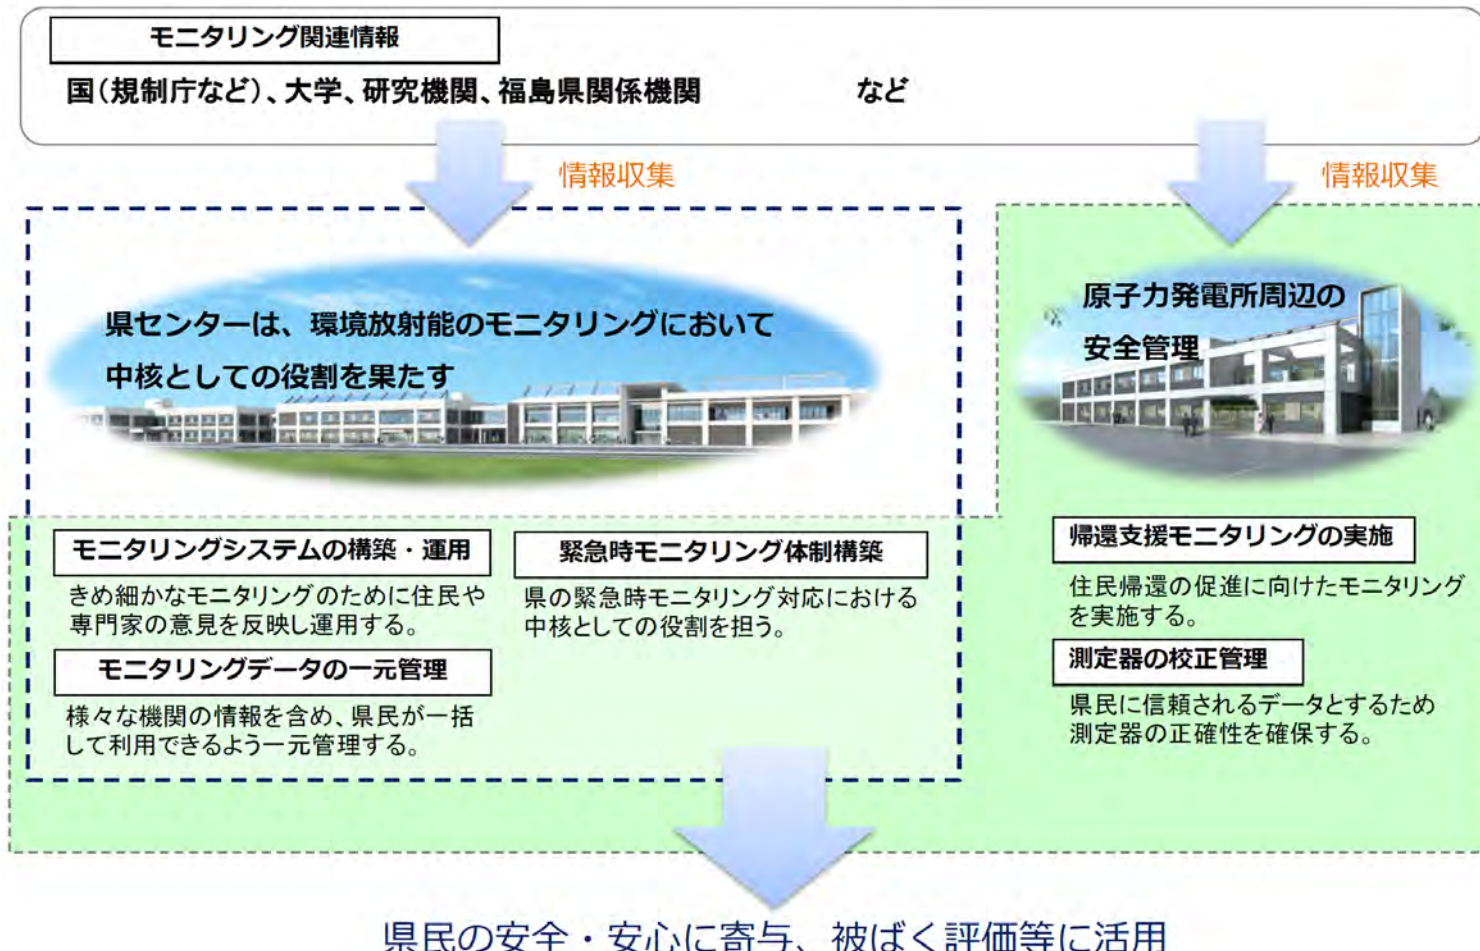 モニタリング関連情報
国（規制庁など）、大学、研究機関、福島県関係機関 など
情報収集
情報収集
県センターは、環境放射能のモニタリングにおいて
中核としての役割を果たす
原子力発電所周辺の
安全管理
モニタリングシステムの構築・運用
きめ細かなモニタリングのために住民や
専門家の意見を反映し運用する。
モニタリングデータの一元管理
様々な機関の情報を含め、県民が一括
して利用できるよう一元管理する。
緊急時モニタリング体制構築
県の緊急時モニタリング対応における
中核としての役割を担う。
帰還支援モニタリングの実施
住民帰還の促進に向けたモニタリング
を実施する。
測定器の校正管理
県民に信頼されるデータとするため
測定器の正確性を確保する。
県民の安全・安心に寄与、被ばく評価等に活用